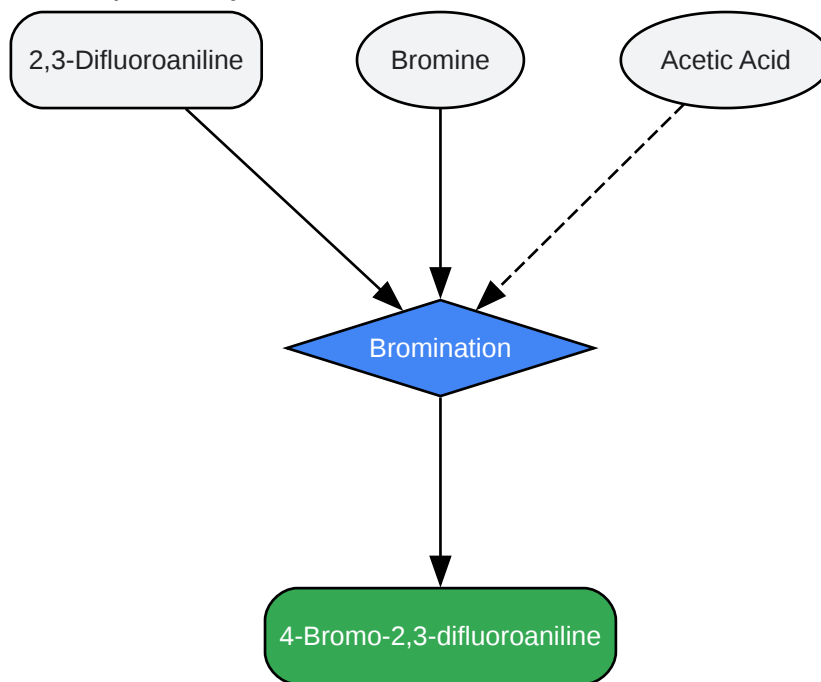 2,3-Difluoroaniline
Bromine
Acetic Acid
Bromination
4-Bromo-2,3-difluoroaniline